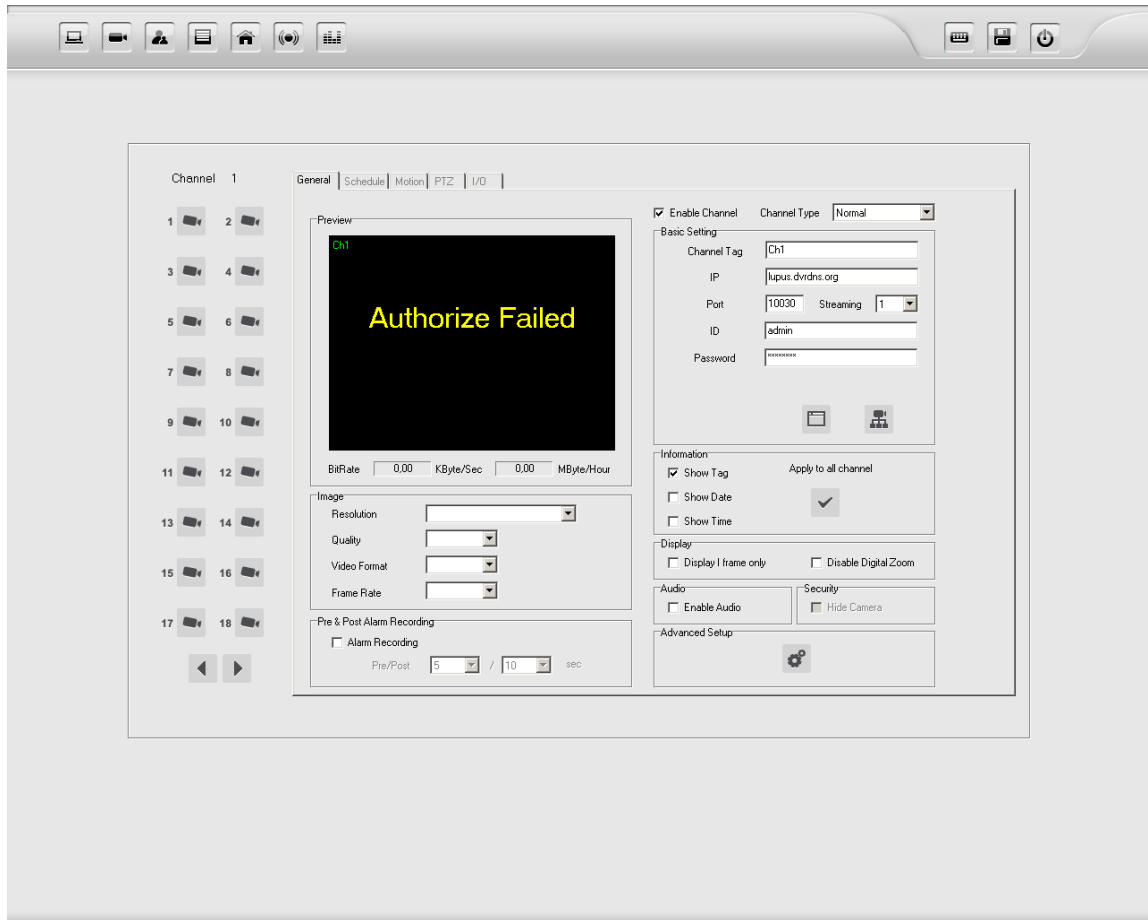 Channel 1
1 2
3 4
5 6
7 8
9 10
11 12
13 14
15 16
17 18
General Schedule Motion PTZ I/O
Preview
Ch1
Authorize Failed
BitRate 0,00 KByte/Sec 0,00 MByte/Hour
Image
Resolution
Quality
Video Format
Frame Rate
Pre & Post Alarm Recording
Alarm Recording
Pre/Post 5 / 10 sec
Enable Channel Channel Type Normal
Basic Setting
Channel Tag Ch1
IP lupus.dvrdns.org
Port 10030 Streaming 1
ID admin
Password ********
Information
Show Tag Apply to all channel
Show Date
Show Time
Display
Display I frame only Disable Digital Zoom
Audio
Enable Audio
Security
Hide Camera
Advanced Setup